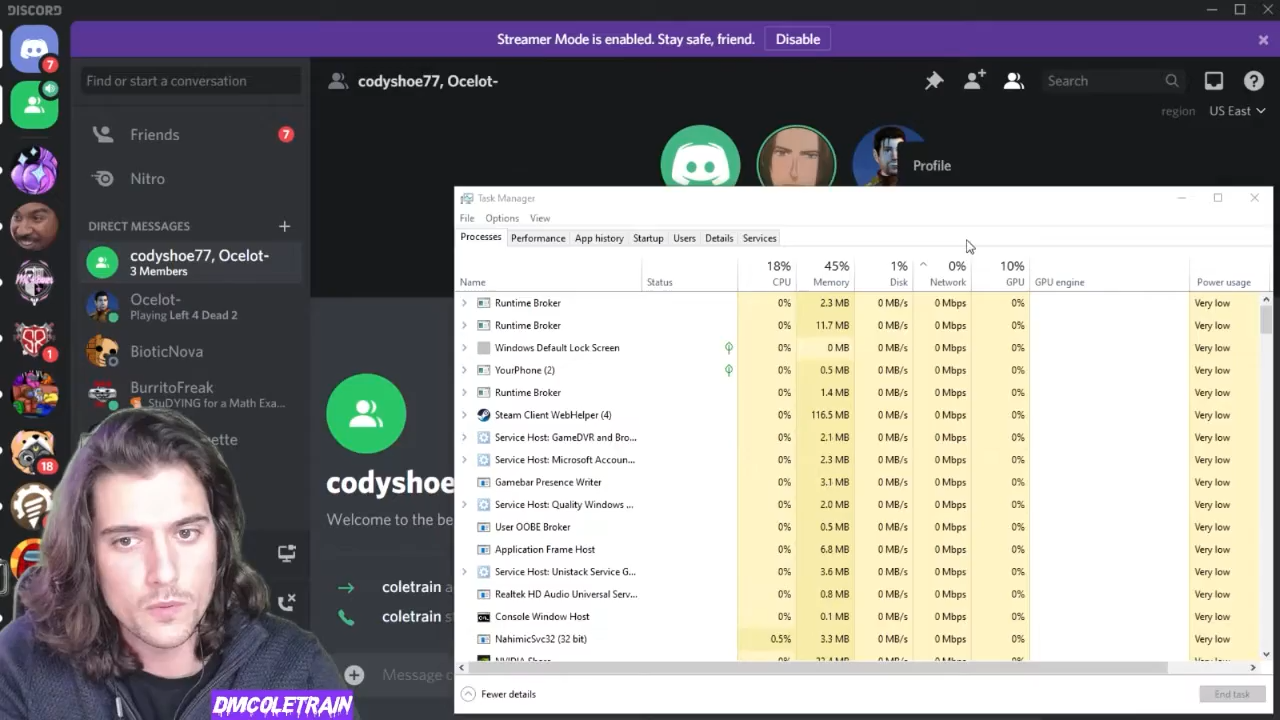 DISCORD
Streamer Mode is enabled. Stay safe, friend. Disable
7
Find or start a conversation
Friends 7
Nitro
DIRECT MESSAGES
codyshoe77, Ocelot-
3 Members
Ocelot-
Playing Left 4 Dead 2
BioticNova
BurritoFreak
StuDYING for a Math Exa...
1
18
codyshoe77, Ocelot-
Search
region US East
Profile
codyshoe
Welcome to the be
coletrain
coletrain
Message
DMCOLETRAIN
Task Manager
File Options View
Processes Performance App history Startup Users Details Services
18% 45% 1% 0% 10%
Name Status CPU Memory Disk Network GPU GPU engine Power usage
Runtime Broker 0% 2.3 MB 0 MB/s 0 Mbps 0% Very low
Runtime Broker 0% 11.7 MB 0 MB/s 0 Mbps 0% Very low
Windows Default Lock Screen 0% 0 MB 0 MB/s 0 Mbps 0% Very low
YourPhone (2) 0% 0.5 MB 0 MB/s 0 Mbps 0% Very low
Runtime Broker 0% 1.4 MB 0 MB/s 0 Mbps 0% Very low
Steam Client WebHelper (4) 0% 116.5 MB 0 MB/s 0 Mbps 0% Very low
Service Host: GameDVR and Bro... 0% 2.1 MB 0 MB/s 0 Mbps 0% Very low
Service Host: Microsoft Accoun... 0% 2.3 MB 0 MB/s 0 Mbps 0% Very low
Gamebar Presence Writer 0% 3.1 MB 0 MB/s 0 Mbps 0% Very low
Service Host: Quality Windows ... 0% 2.0 MB 0 MB/s 0 Mbps 0% Very low
User OOBE Broker 0% 0.5 MB 0 MB/s 0 Mbps 0% Very low
Application Frame Host 0% 6.8 MB 0 MB/s 0 Mbps 0% Very low
Service Host: Unistack Service G... 0% 3.6 MB 0 MB/s 0 Mbps 0% Very low
Realtek HD Audio Universal Serv... 0% 0.8 MB 0 MB/s 0 Mbps 0% Very low
Console Window Host 0% 0.1 MB 0 MB/s 0 Mbps 0% Very low
NahimicSvc32 (32 bit) 0.5% 3.3 MB 0 MB/s 0 Mbps 0% Very low
Fewer details End task